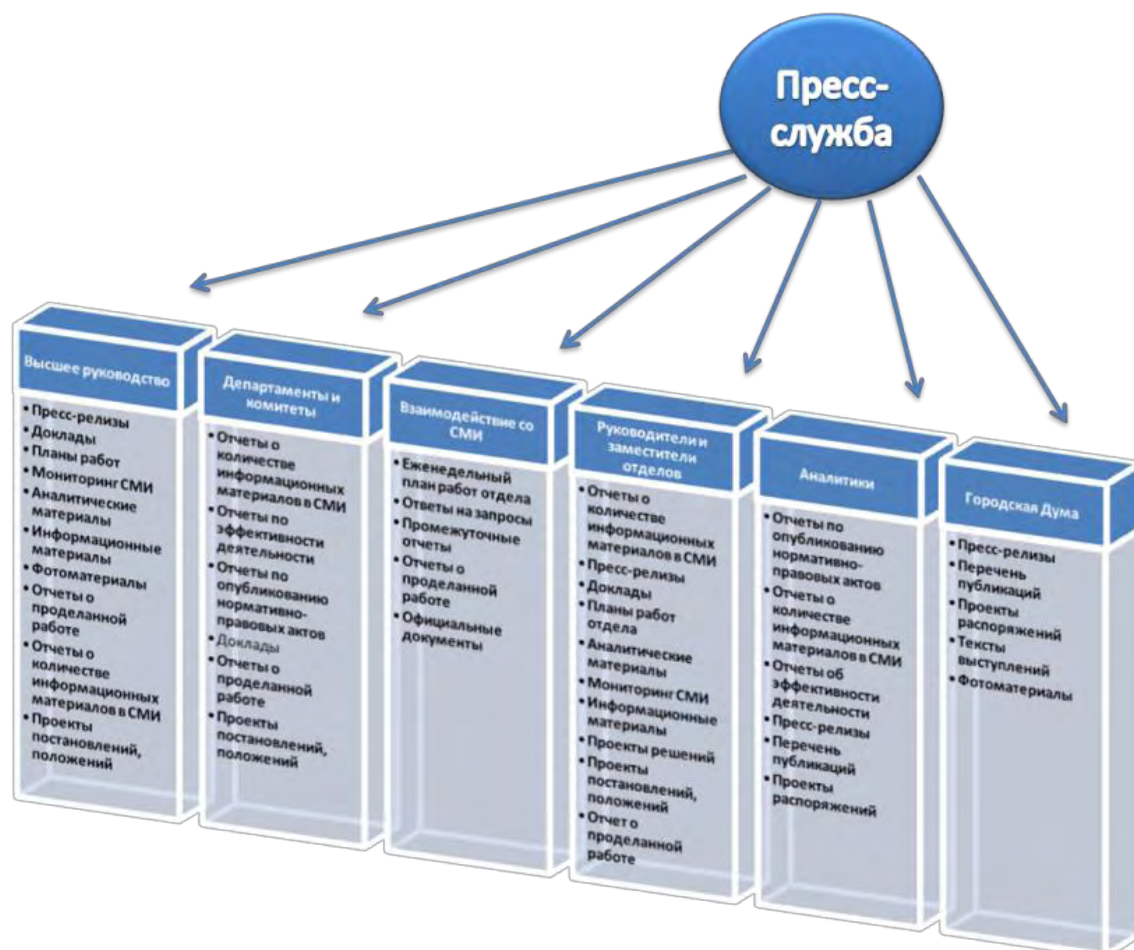 Пресс-
служба
Высшее руководство
• Пресс-релизы
• Доклады
• Планы работ
• Мониторинг СМИ
• Аналитические
материалы
• Информационные
материалы
• Фотоматериалы
• Отчеты о
проделанной
работе
• Отчеты о
количестве
информационных
материалов в СМИ
• Проекты
постановлений,
положений
Департаменты и
комитеты
• Отчеты о
количестве
информационных
материалов в СМИ
• Отчеты по
эффективности
деятельности
• Отчеты по
опубликованию
нормативно-
правовых актов
• Доклады
• Отчеты о
проделанной
работе
• Проекты
постановлений,
положений
Взаимодействие со
СМИ
• Еженедельный
план работ отдела
• Ответы на запросы
• Промежуточные
отчеты
• Отчеты о
проделанной
работе
• Официальные
документы
Руководители и
заместители
отделов
• Отчеты о
количестве
информационных
материалов в СМИ
• Пресс-релизы
• Доклады
• Планы работ
отдела
• Аналитические
материалы
• Мониторинг СМИ
• Информационные
материалы
• Проекты решений
• Проекты
постановлений,
положений
• Отчет о
проделанной
работе
Аналитики
• Отчеты по
опубликованию
нормативно-
правовых актов
• Отчеты о
количестве
информационных
материалов в СМИ
• Отчеты об
эффективности
деятельности
• Пресс-релизы
• Перечень
публикаций
• Проекты
распоряжений
Городская Дума
• Пресс-релизы
• Перечень
публикаций
• Проекты
распоряжений
• Тексты
выступлений
• Фотоматериалы